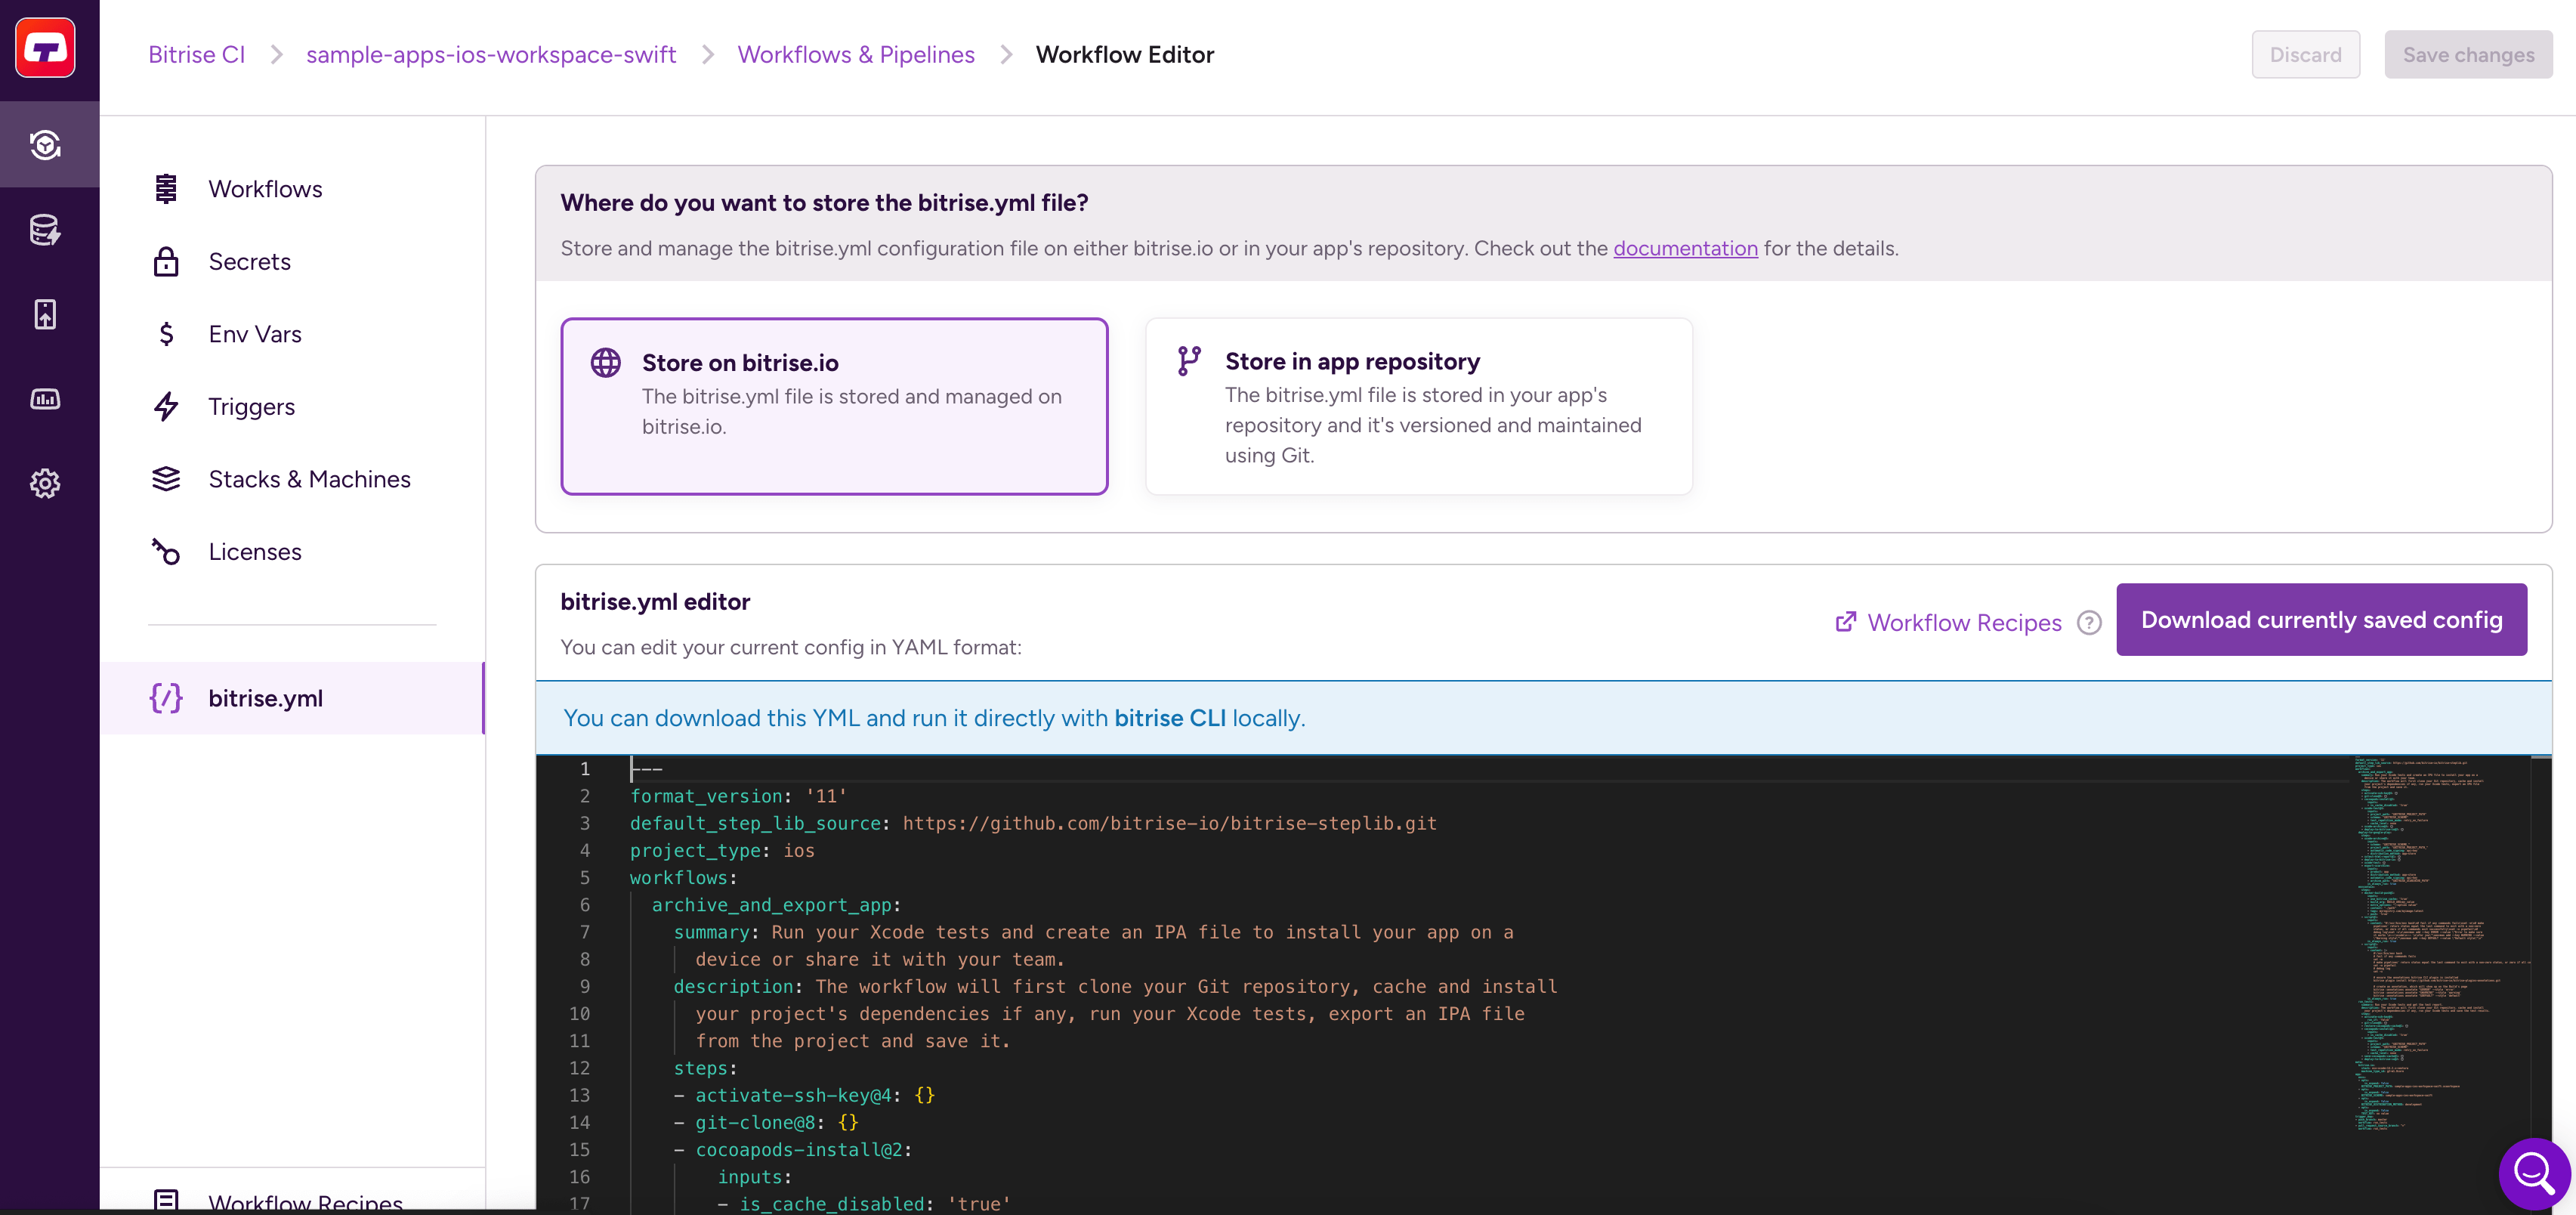 Bitrise CI
sample-apps-ios-workspace-swift
Workflows & Pipelines
Workflow Editor
Discard
Save changes
Workflows
Secrets
Env Vars
Triggers
Stacks & Machines
Licenses
bitrise.yml
Workflow Recipes
Where do you want to store the bitrise.yml file?
Store and manage the bitrise.yml configuration file on either bitrise.io or in your app's repository. Check out the documentation for the details.
Store on bitrise.io
The bitrise.yml file is stored and managed on
bitrise.io.
Store in app repository
The bitrise.yml file is stored in your app's
repository and it's versioned and maintained
using Git.
bitrise.yml editor
You can edit your current config in YAML format:
Workflow Recipes
?
Download currently saved config
You can download this YML and run it directly with bitrise CLI locally.
1 ---
2 format_version: '11'
3 default_step_lib_source: https://github.com/bitrise-io/bitrise-steplib.git
4 project_type: ios
5 workflows:
6 archive_and_export_app:
7 summary: Run your Xcode tests and create an IPA file to install your app on a
8 device or share it with your team.
9 description: The workflow will first clone your Git repository, cache and install
10 your project's dependencies if any, run your Xcode tests, export an IPA file
11 from the project and save it.
12 steps:
13 - activate-ssh-key@4: {}
14 - git-clone@8: {}
15 - cocoapods-install@2:
16 inputs:
17 - is_cache_disabled: 'true'